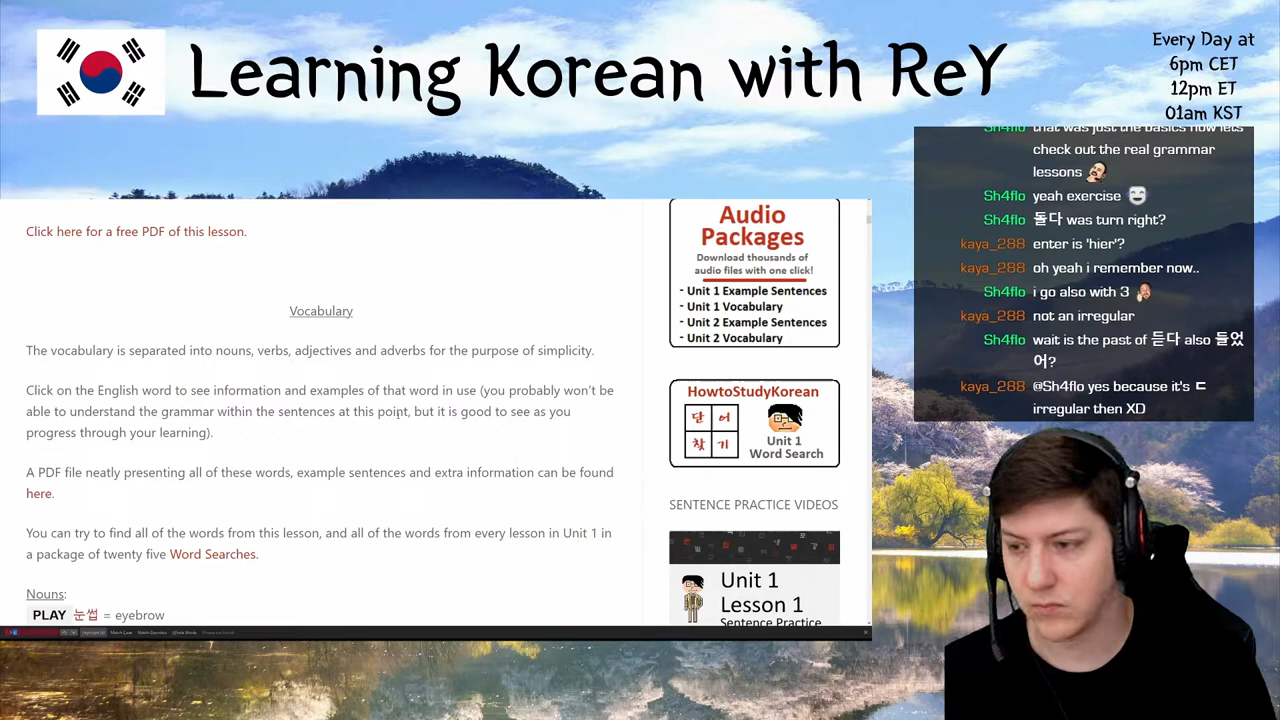 Learning Korean with ReY
Every Day at
6pm CET
12pm ET
01am KST
Sh4flo that was just the basics now lets
check out the real grammar
lessons
Sh4flo yeah exercise
Sh4flo 돌다 was turn right?
kaya_288 enter is 'hier'?
kaya_288 oh yeah i remember now..
Sh4flo i go also with 3
kaya_288 not an irregular
Sh4flo wait is the past of 듣다 also 들었
어?
kaya_288 @Sh4flo yes because it's ㄷ
irregular then XD
Click here for a free PDF of this lesson.
Vocabulary
The vocabulary is separated into nouns, verbs, adjectives and adverbs for the purpose of simplicity.
Click on the English word to see information and examples of that word in use (you probably won't be
able to understand the grammar within the sentences at this point, but it is good to see as you
progress through your learning).
A PDF file neatly presenting all of these words, example sentences and extra information can be found
here.
You can try to find all of the words from this lesson, and all of the words from every lesson in Unit 1 in
a package of twenty five Word Searches.
Nouns:
PLAY 눈썹 = eyebrow
Audio
Packages
Download thousands of
audio files with one click!
- Unit 1 Example Sentences
- Unit 1 Vocabulary
- Unit 2 Example Sentences
- Unit 2 Vocabulary
HowtoStudyKorean
단 어
찾 기
Unit 1
Word Search
SENTENCE PRACTICE VIDEOS
Unit 1
Lesson 1
Sentence Practice